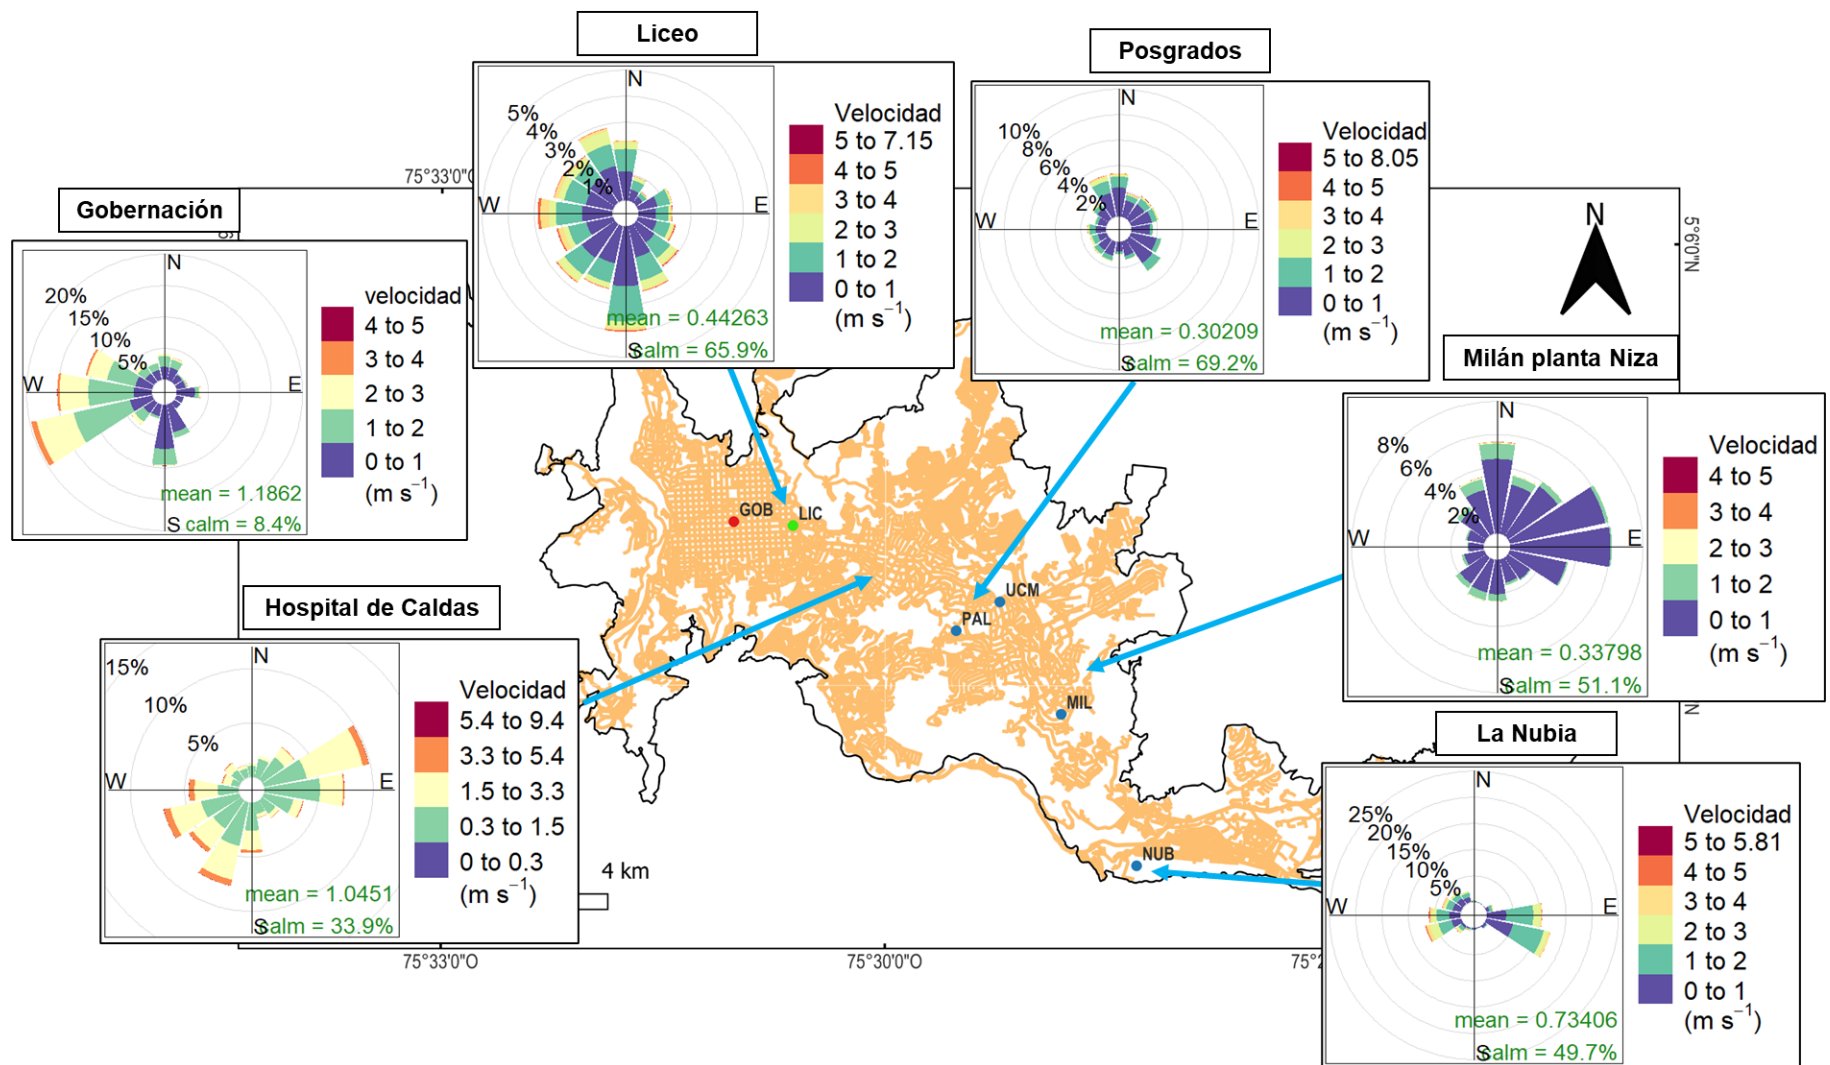 Liceo
N
W
E
S
5%
4%
3%
2%
1%
mean = 0.44263
calm = 65.9%
Velocidad
5 to 7.15
4 to 5
3 to 4
2 to 3
1 to 2
0 to 1
(m s⁻¹)
Posgrados
N
W
E
S
10%
8%
6%
4%
2%
mean = 0.30209
calm = 69.2%
Velocidad
5 to 8.05
4 to 5
3 to 4
2 to 3
1 to 2
0 to 1
(m s⁻¹)
75°33'0"O
5°6'0"N
N
Gobernación
N
W
E
S
20%
15%
10%
5%
mean = 1.1862
calm = 8.4%
velocidad
4 to 5
3 to 4
2 to 3
1 to 2
0 to 1
(m s⁻¹)
Milán planta Niza
N
W
E
S
8%
6%
4%
2%
mean = 0.33798
calm = 51.1%
Velocidad
4 to 5
3 to 4
2 to 3
1 to 2
0 to 1
(m s⁻¹)
N
GOB
LIC
UCM
PAL
MIL
NUB
Hospital de Caldas
N
W
E
S
15%
10%
5%
mean = 1.0451
calm = 33.9%
Velocidad
5.4 to 9.4
3.3 to 5.4
1.5 to 3.3
0.3 to 1.5
0 to 0.3
(m s⁻¹)
4 km
La Nubia
N
W
E
S
25%
20%
15%
10%
5%
mean = 0.73406
calm = 49.7%
Velocidad
5 to 5.81
4 to 5
3 to 4
2 to 3
1 to 2
0 to 1
(m s⁻¹)
75°33'0"O
75°30'0"O
75°2